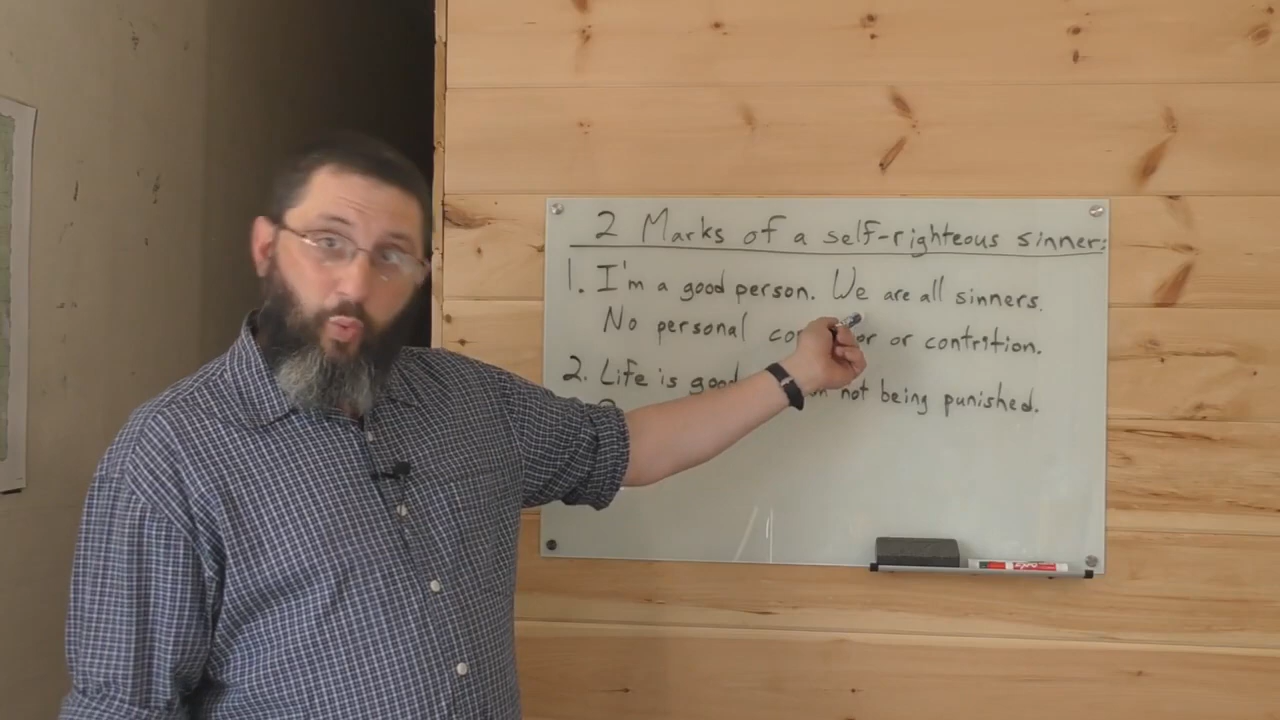 2 Marks of a self-righteous sinner:
1. I'm a good person. We are all sinners.
No personal or contrition.
2. Life is good not being punished.